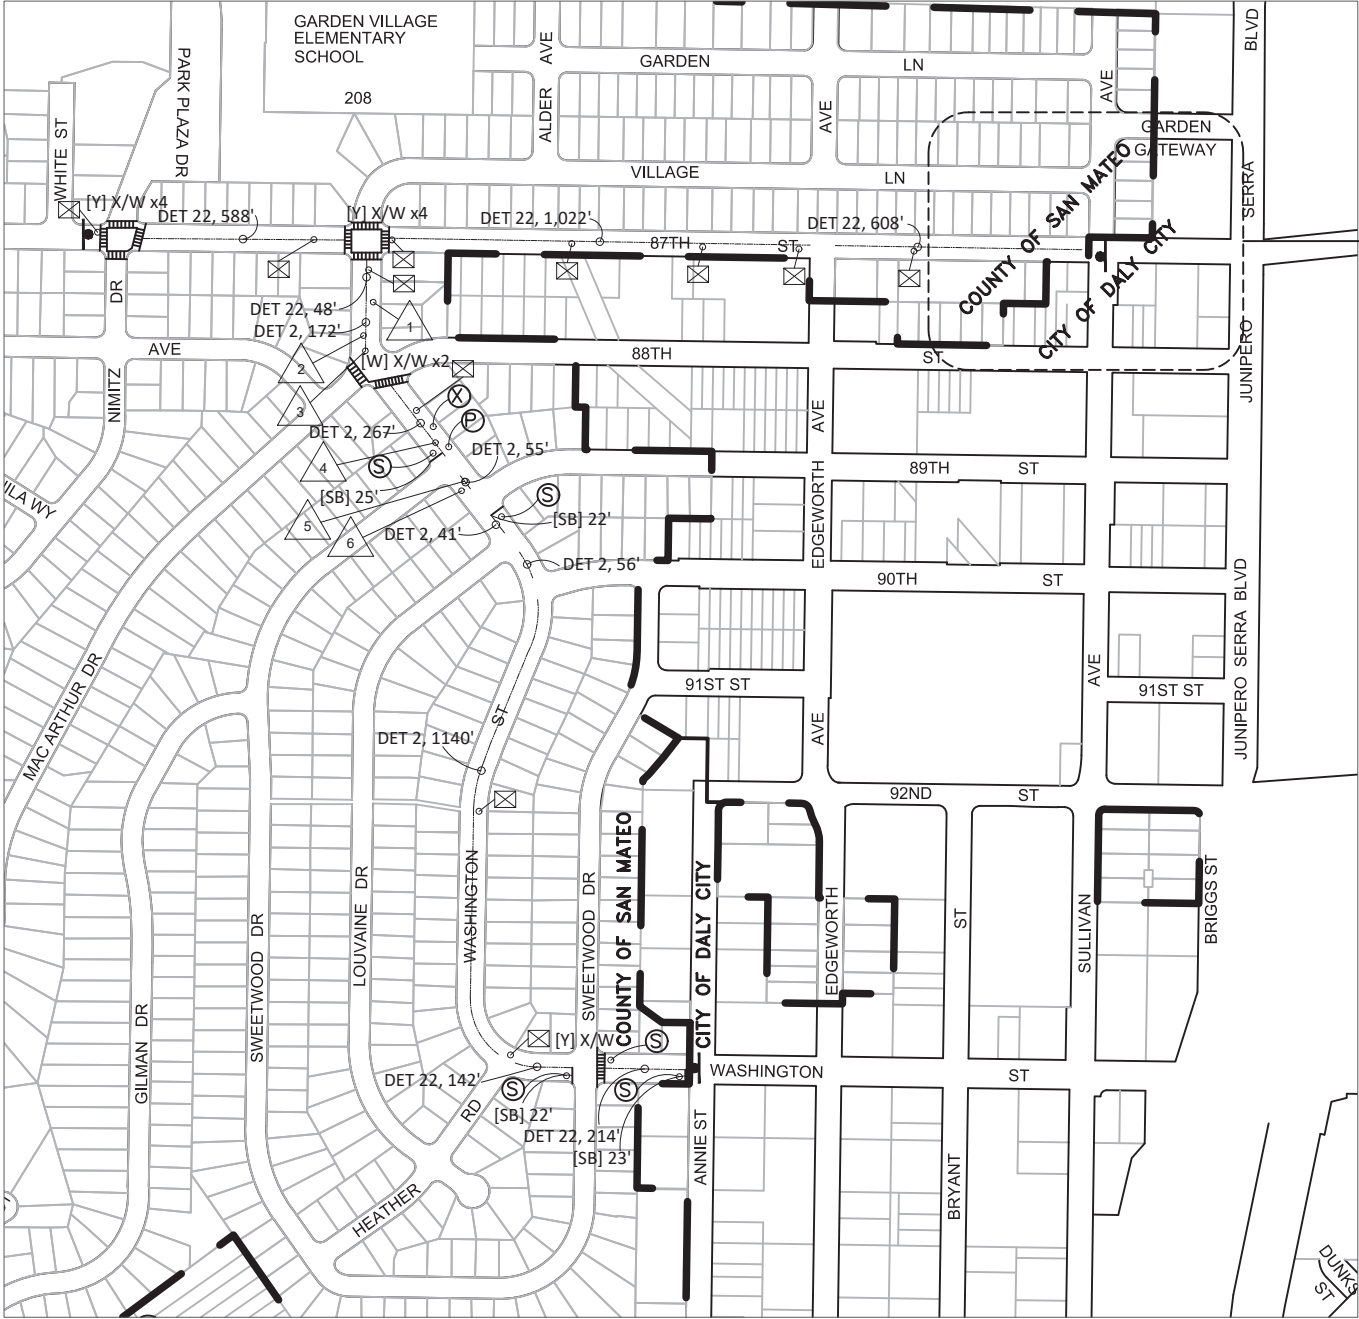 GARDEN VILLAGE
ELEMENTARY
SCHOOL
208
PARK PLAZA DR
WHITE ST
AVE
ALDER
GARDEN
LN
AVE
AVE
BLVD
GARDEN
GATEWAY
VILLAGE
LN
SERRA
JUNIPERO
[Y] X/W x4
DET 22, 588'
[Y] X/W x4
DET 22, 1,022'
87TH
ST
DET 22, 608'
COUNTY OF SAN MATEO
CITY OF DALY CITY
DR
NIMITZ
AVE
DET 22, 48'
DET 2, 172'
1
2
[W] X/W x2
3
88TH
ST
X
P
DET 2, 267'
4
S
DET 2, 55'
[SB] 25'
S
[SB] 22'
5
6
DET 2, 41'
DET 2, 56'
AVE
EDGEWORTH
89TH
ST
90TH
ST
ILA WY
MAC ARTHUR DR
91ST ST
AVE
AVE
91ST ST
JUNIPERO SERRA BLVD
ST
DET 2, 1140'
92ND
ST
COUNTY OF SAN MATEO
CITY OF DALY CITY
WASHINGTON
SWEETWOOD DR
LOUVAINE DR
SWEETWOOD DR
GILMAN DR
EDGEWORTH
ST
SULLIVAN
BRIGGS ST
[Y] X/W
S
DET 22, 142'
S
S
[SB] 22'
RD
DET 22, 214'
[SB] 23'
WASHINGTON
ST
ANNIE ST
BRYANT
HEATHER
DUNKS
ST